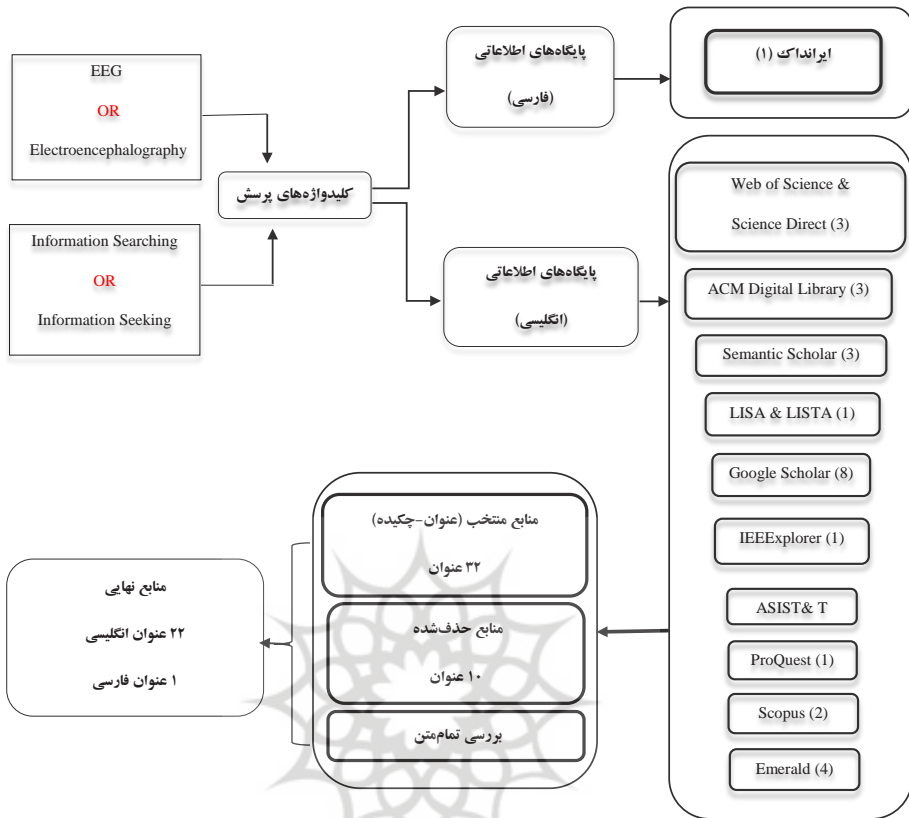 EEG
OR
Electroencephalography
Information Searching
OR
Information Seeking
کلیدواژه‌های پرسش
پایگاه‌های اطلاعاتی
(فارسی)
ایرانداک (۱)
پایگاه‌های اطلاعاتی
(انگلیسی)
Web of Science &
Science Direct (3)
ACM Digital Library (3)
Semantic Scholar (3)
LISA & LISTA (1)
Google Scholar (8)
IEEExplorer (1)
ASIST& T
ProQuest (1)
Scopus (2)
Emerald (4)
منابع منتخب (عنوان-چکیده)
۳۲ عنوان
منابع حذف‌شده
۱۰ عنوان
بررسی تمام‌متن
منابع نهایی
۲۲ عنوان انگلیسی
۱ عنوان فارسی